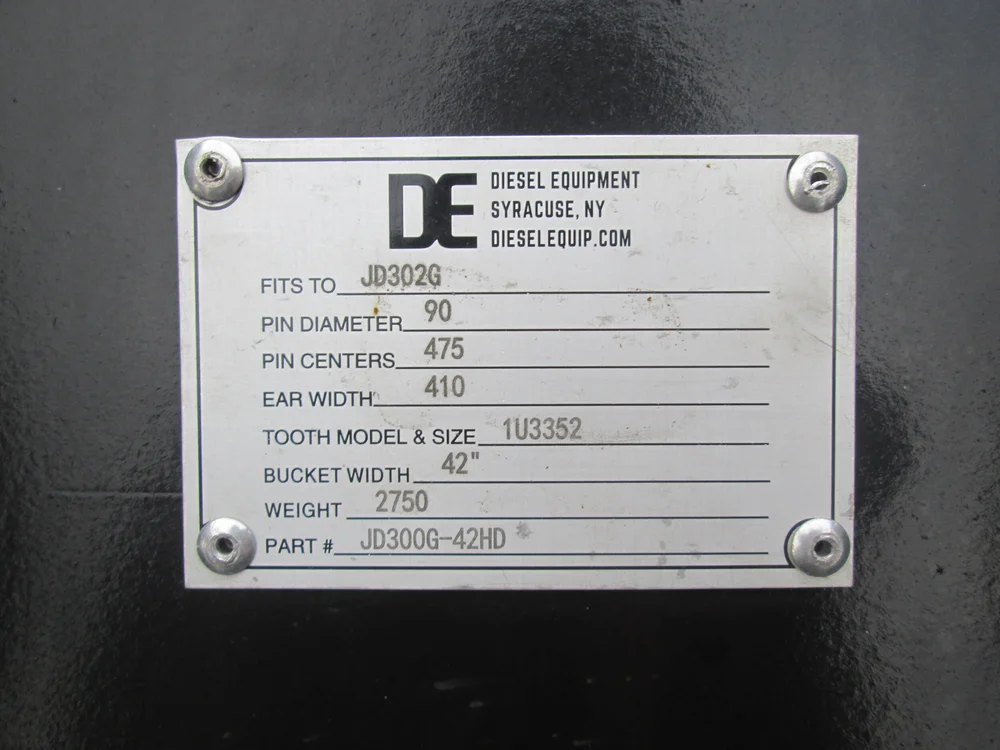 DE
DIESEL EQUIPMENT
SYRACUSE, NY
DIESELEQUIP.COM
FITS TO JD302G
PIN DIAMETER 90
PIN CENTERS 475
EAR WIDTH 410
TOOTH MODEL & SIZE 1U3352
BUCKET WIDTH 42"
WEIGHT 2750
PART # JD300G-42HD